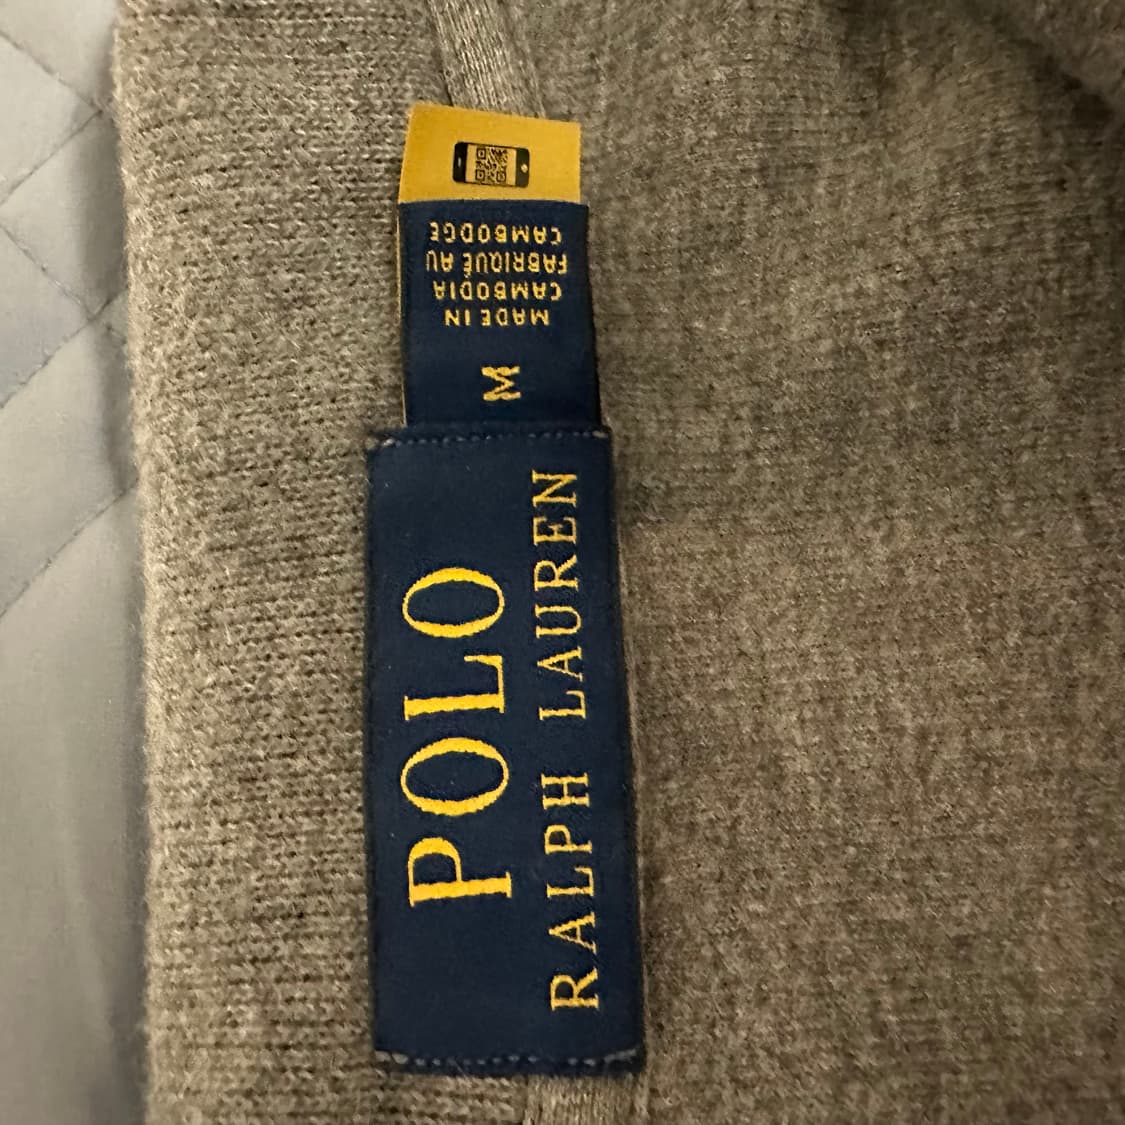 POLO
RALPH LAUREN
M
MADE IN
CAMBODIA
FABRIQUÉ AU
CAMBODGE